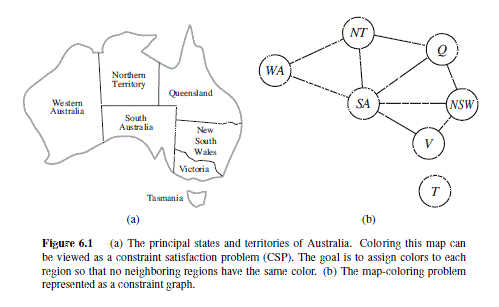 Northern
Territory
Western
Australia
Queensland
South
Australia
New
South
Wales
Victoria
Tasmania
(a)
NT
Q
WA
SA
NSW
V
T
(b)
Figure 6.1 (a) The principal states and territories of Australia. Coloring this map can
be viewed as a constraint satisfaction problem (CSP). The goal is to assign colors to each
region so that no neighboring regions have the same color. (b) The map-coloring problem
represented as a constraint graph.